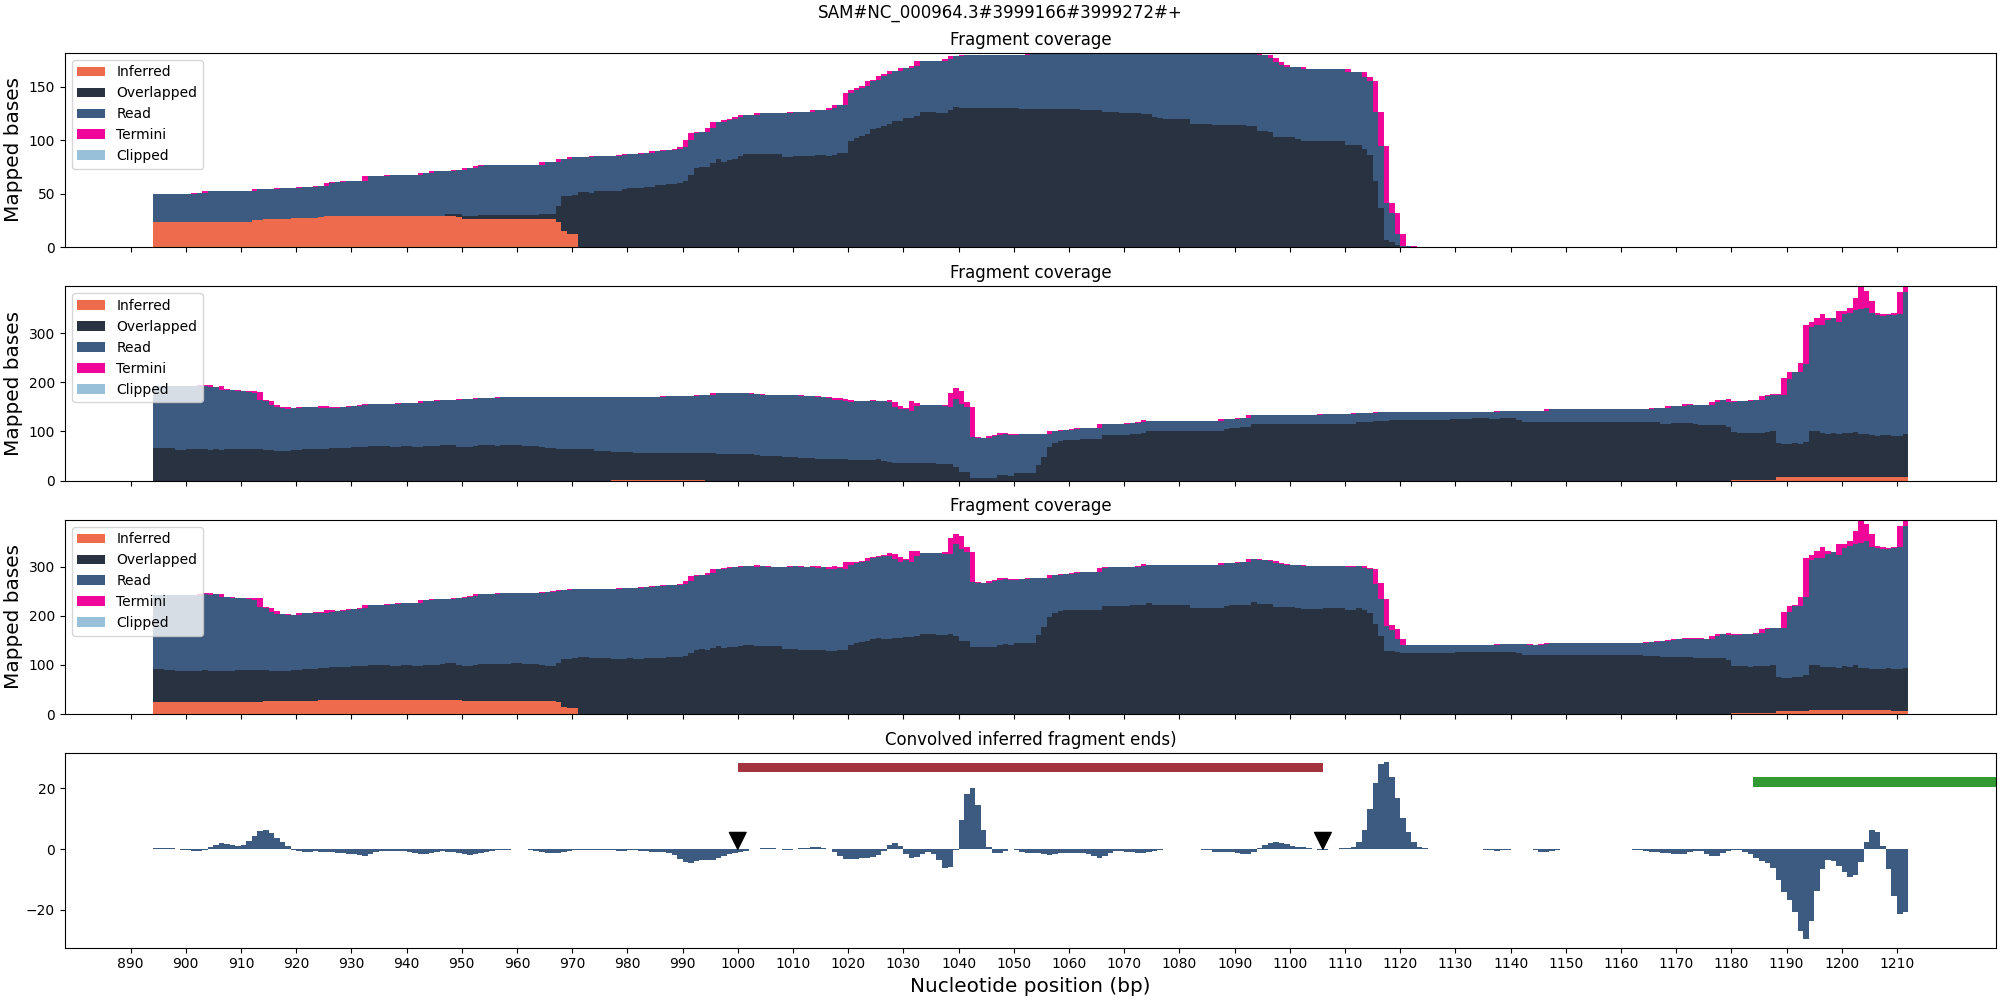 SAM#NC_000964.3#3999166#3999272#+
Fragment coverage
Mapped bases
150
100
50
0
Inferred
Overlapped
Read
Termini
Clipped
Fragment coverage
Mapped bases
300
200
100
0
Inferred
Overlapped
Read
Termini
Clipped
Fragment coverage
Mapped bases
300
200
100
0
Inferred
Overlapped
Read
Termini
Clipped
Convolved inferred fragment ends)
20
0
−20
890 900 910 920 930 940 950 960 970 980 990 1000 1010 1020 1030 1040 1050 1060 1070 1080 1090 1100 1110 1120 1130 1140 1150 1160 1170 1180 1190 1200 1210
Nucleotide position (bp)